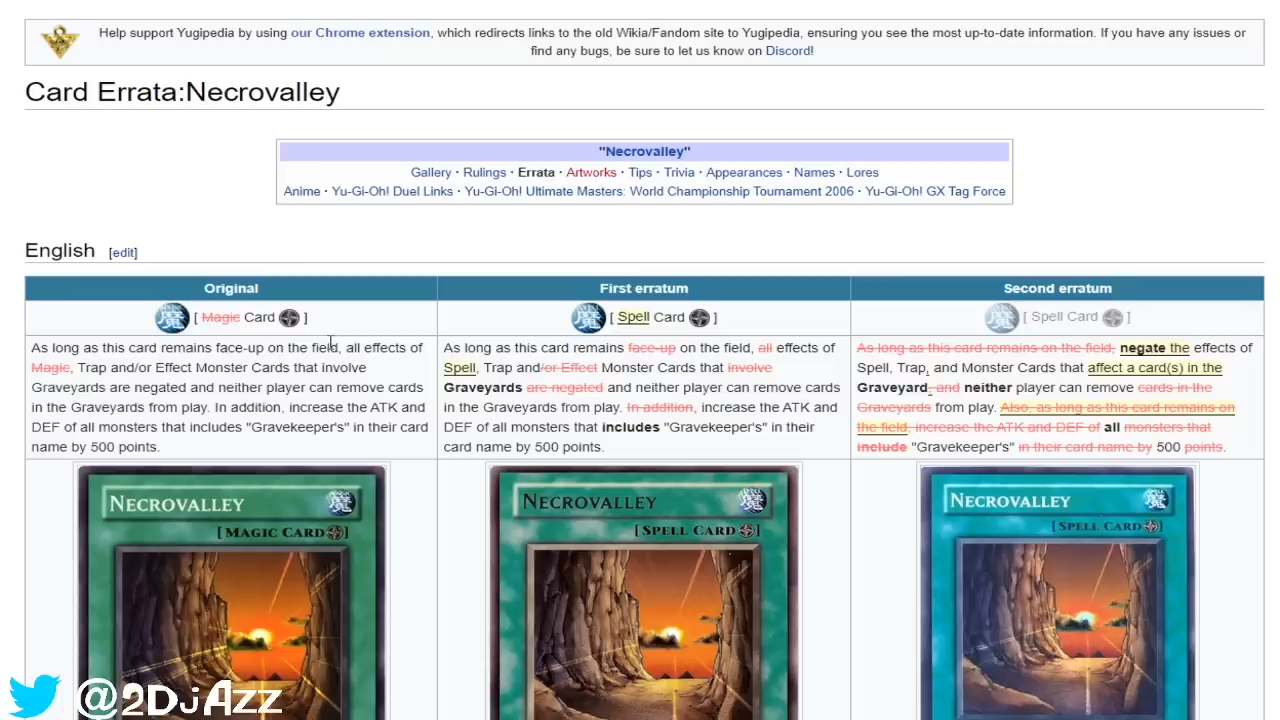 Help support Yugipedia by using our Chrome extension, which redirects links to the old Wikia/Fandom site to Yugipedia, ensuring you see the most up-to-date information. If you have any issues or
find any bugs, be sure to let us know on Discord!
Card Errata:Necrovalley
"Necrovalley"
Gallery · Rulings · Errata · Artworks · Tips · Trivia · Appearances · Names · Lores
Anime · Yu-Gi-Oh! Duel Links · Yu-Gi-Oh! Ultimate Masters: World Championship Tournament 2006 · Yu-Gi-Oh! GX Tag Force
English [edit]
Original
魔 [ Magic Card ]
As long as this card remains face-up on the field, all effects of
Magic, Trap and/or Effect Monster Cards that involve
Graveyards are negated and neither player can remove cards
in the Graveyards from play. In addition, increase the ATK and
DEF of all monsters that includes "Gravekeeper's" in their card
name by 500 points.
NECROVALLEY
魔
[MAGIC CARD]
First erratum
魔 [ Spell Card ]
As long as this card remains face-up on the field, all effects of
Spell, Trap and/or Effect Monster Cards that involve
Graveyards are negated and neither player can remove cards
in the Graveyards from play. In addition, increase the ATK and
DEF of all monsters that includes "Gravekeeper's" in their
card name by 500 points.
NECROVALLEY
魔
[SPELL CARD]
Second erratum
魔 [ Spell Card ]
As long as this card remains on the field, negate the effects of
Spell, Trap, and Monster Cards that affect a card(s) in the
Graveyard, and neither player can remove cards in the
Graveyards from play. Also, as long as this card remains on
the field, increase the ATK and DEF of all monsters that
include "Gravekeeper's" in their card name by 500 points.
NECROVALLEY
魔
[SPELL CARD]
@2DjAzz